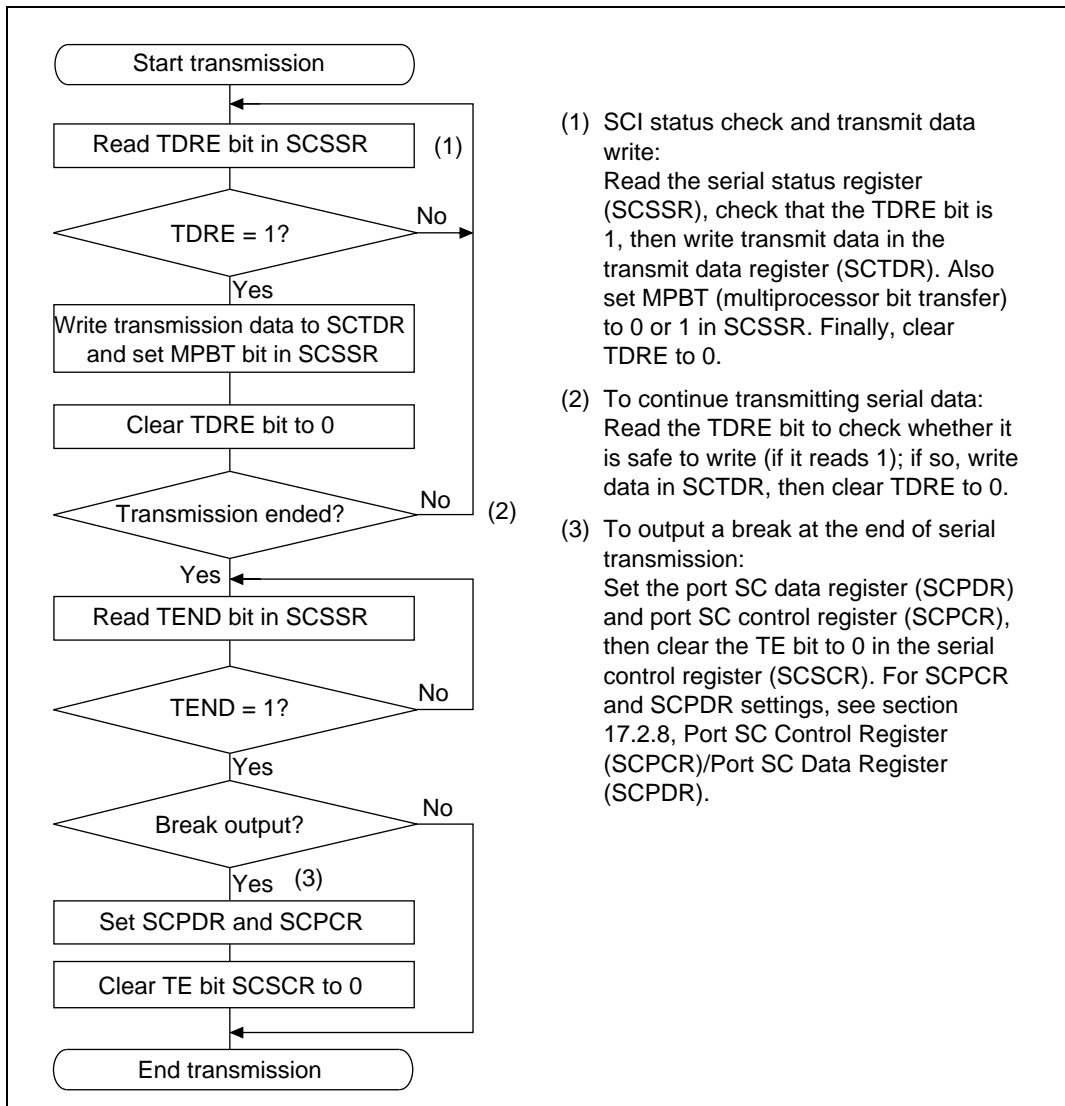 Start transmission
Read TDRE bit in SCSSR
(1)
TDRE = 1?
No
Yes
Write transmission data to SCTDR
and set MPBT bit in SCSSR
Clear TDRE bit to 0
Transmission ended?
No
(2)
Yes
Read TEND bit in SCSSR
TEND = 1?
No
Yes
Break output?
No
Yes
(3)
Set SCPDR and SCPCR
Clear TE bit SCSCR to 0
End transmission
(1) SCI status check and transmit data
write:
Read the serial status register
(SCSSR), check that the TDRE bit is
1, then write transmit data in the
transmit data register (SCTDR). Also
set MPBT (multiprocessor bit transfer)
to 0 or 1 in SCSSR. Finally, clear
TDRE to 0.
(2) To continue transmitting serial data:
Read the TDRE bit to check whether it
is safe to write (if it reads 1); if so, write
data in SCTDR, then clear TDRE to 0.
(3) To output a break at the end of serial
transmission:
Set the port SC data register (SCPDR)
and port SC control register (SCPCR),
then clear the TE bit to 0 in the serial
control register (SCSCR). For SCPCR
and SCPDR settings, see section
17.2.8, Port SC Control Register
(SCPCR)/Port SC Data Register
(SCPDR).